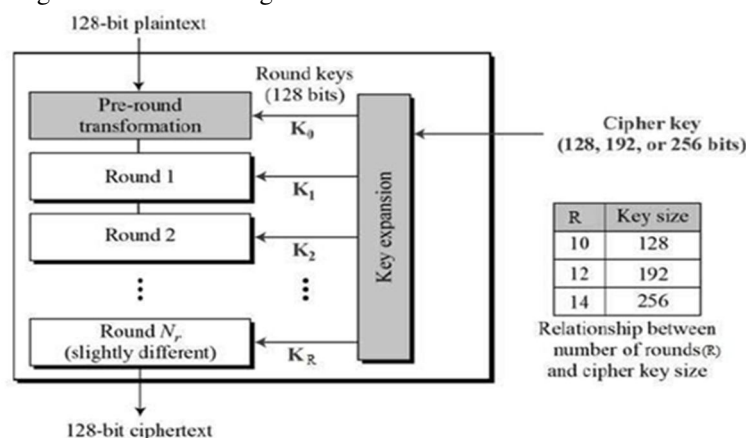 128-bit plaintext
Round keys
(128 bits)
Pre-round
transformation
K₀
Cipher key
(128, 192, or 256 bits)
Round 1
K₁
Round 2
K₂
Key expansion
R Key size
10 128
12 192
14 256
Round Nᵣ
(slightly different)
K_R
Relationship between
number of rounds(R)
and cipher key size
128-bit ciphertext